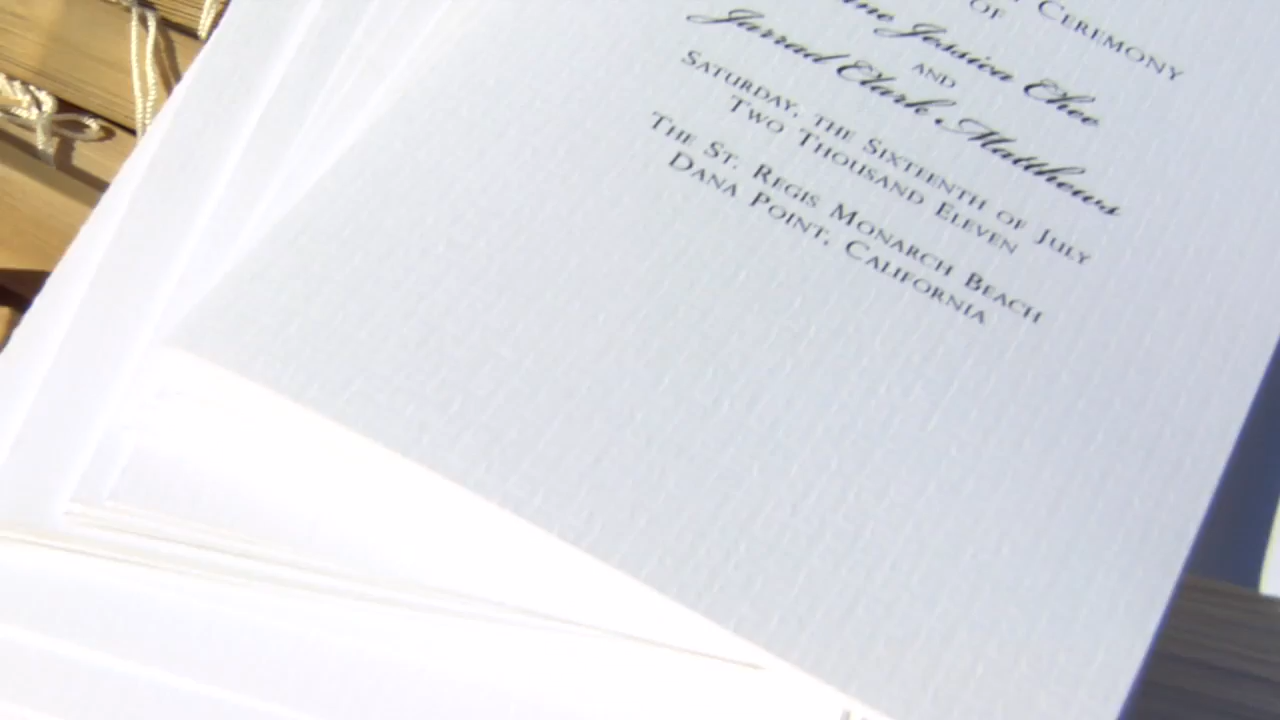 Ceremony
of
Jessica Chee
and
Jarrad Clark Matthews
Saturday, the Sixteenth of July
Two Thousand Eleven
The St. Regis Monarch Beach
Dana Point, California